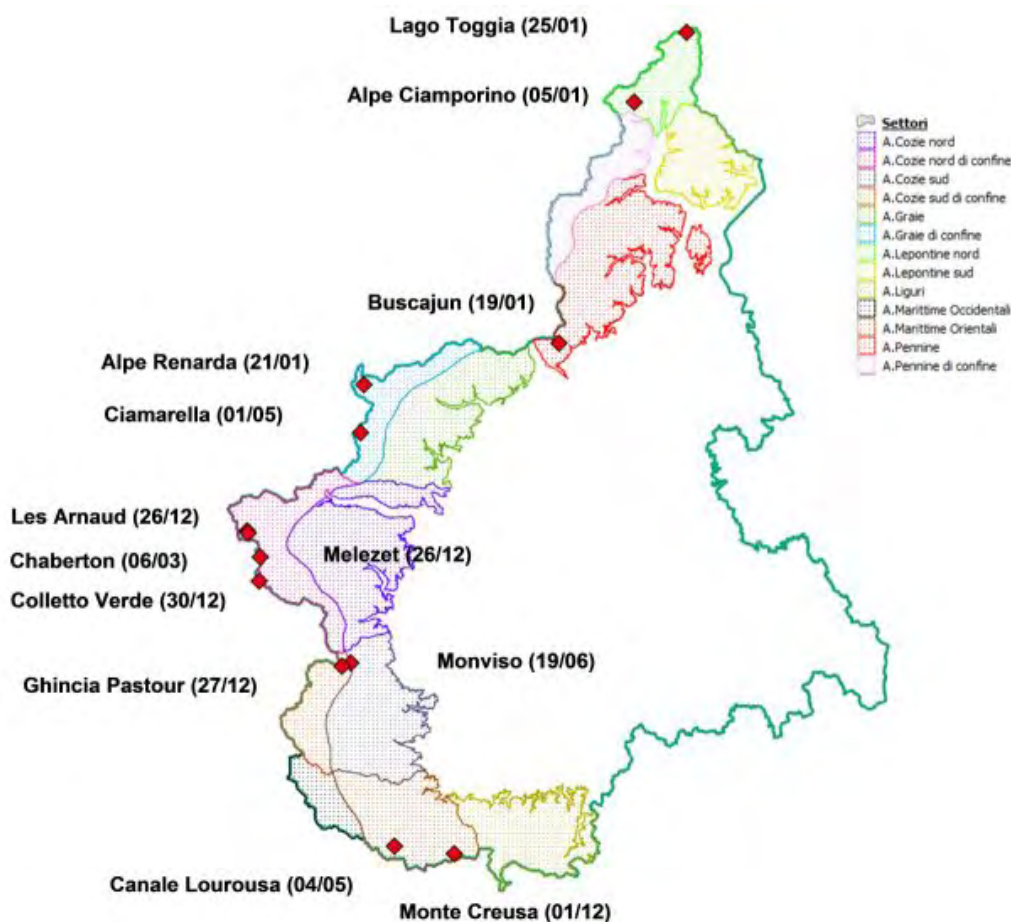 Lago Toggia (25/01)
Alpe Ciamporino (05/01)
Buscajun (19/01)
Alpe Renarda (21/01)
Ciamarella (01/05)
Les Arnaud (26/12)
Chaberton (06/03)
Colletto Verde (30/12)
Melezet (26/12)
Monviso (19/06)
Ghincia Pastour (27/12)
Canale Lourousa (04/05)
Monte Creusa (01/12)
Settori
A.Cozie nord
A.Cozie nord di confine
A.Cozie sud
A.Cozie sud di confine
A.Graie
A.Graie di confine
A.Lepontine nord
A.Lepontine sud
A.Liguri
A.Marittime Occidentali
A.Marittime Orientali
A.Pennine
A.Pennine di confine